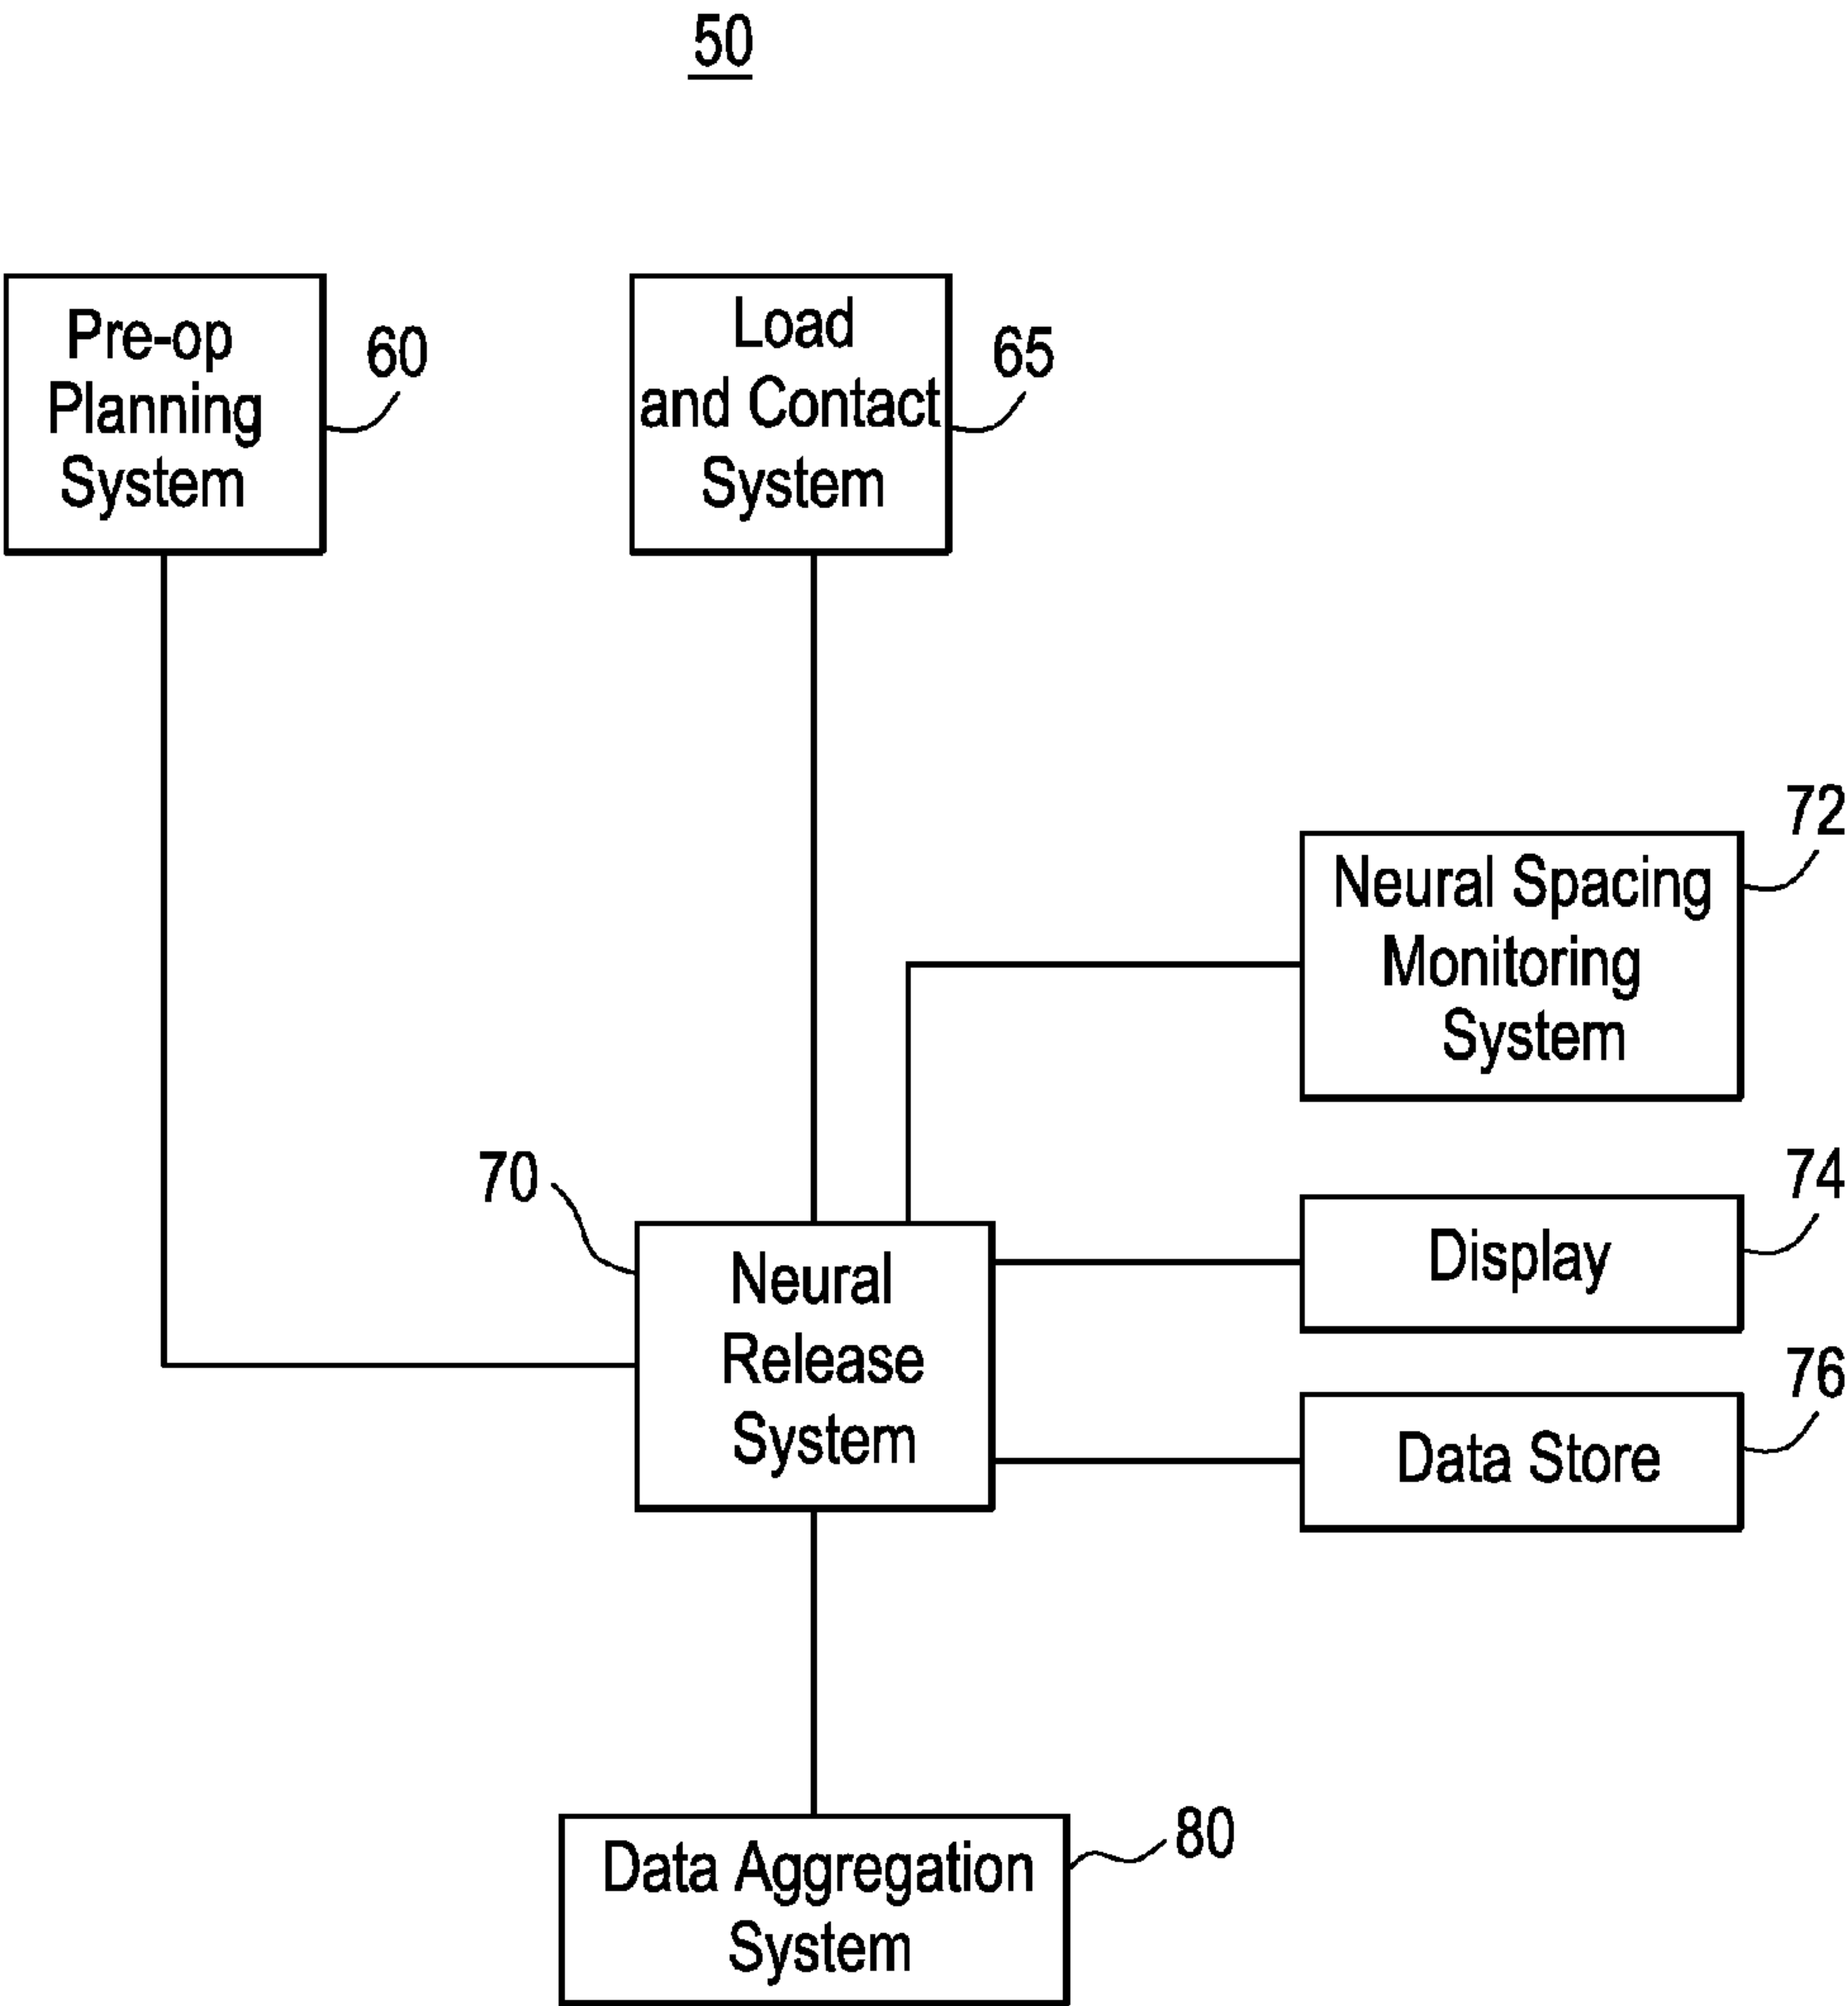 50
Pre-op
Planning
System
60
Load
and Contact
System
65
Neural Spacing
Monitoring
System
72
70
Neural
Release
System
Display
74
Data Store
76
Data Aggregation
System
80